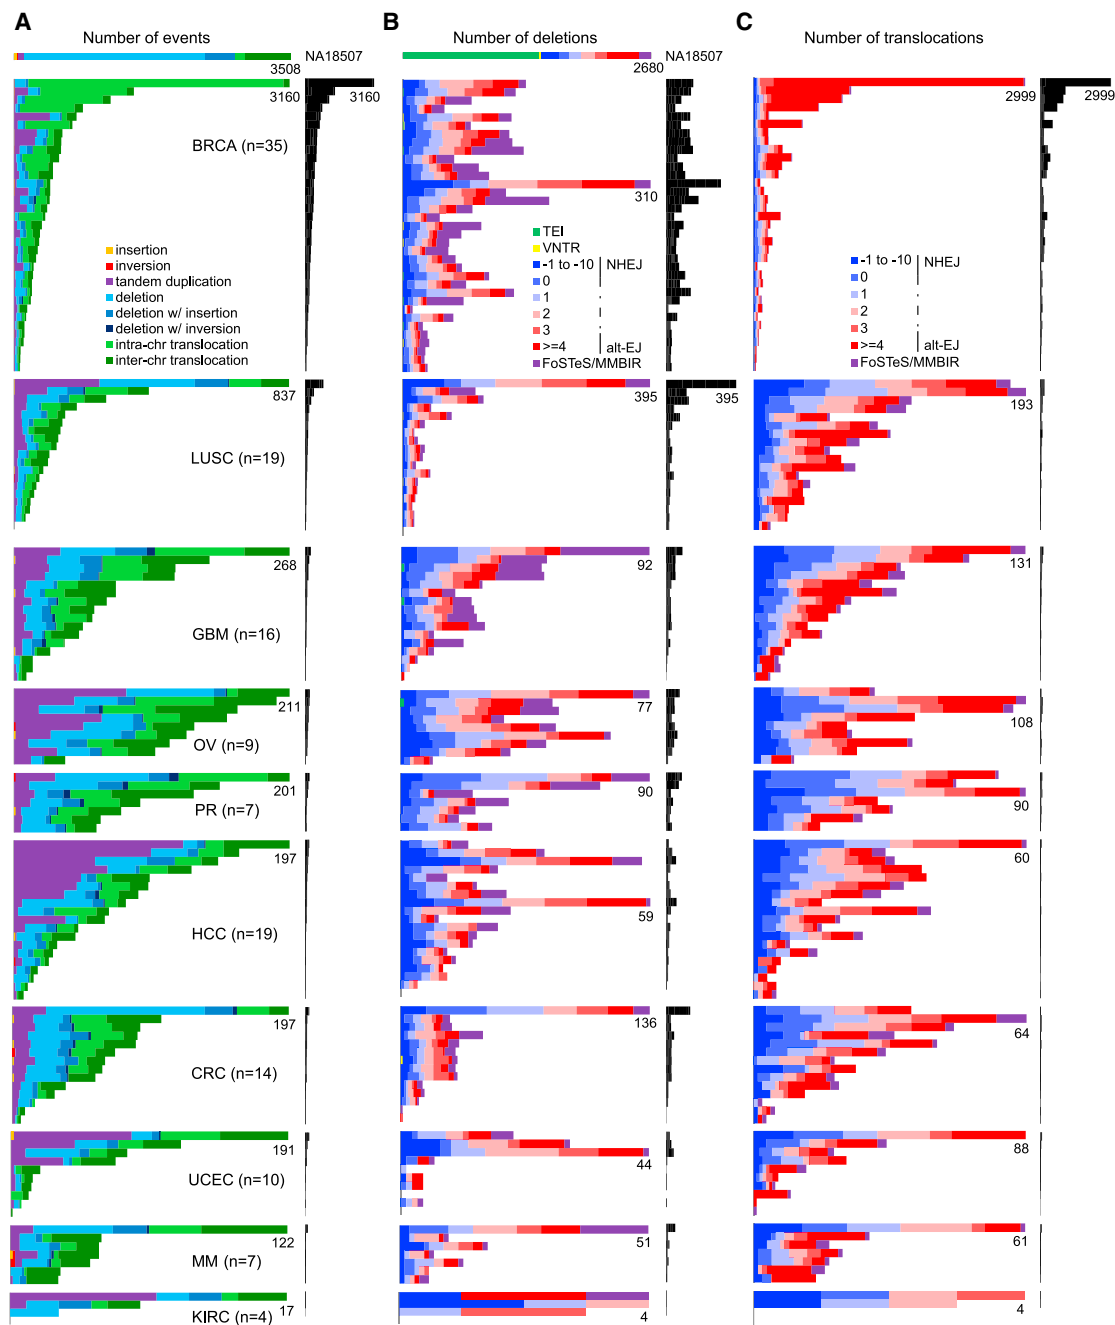 A
B
C
Number of events
Number of deletions
Number of translocations
NA18507
NA18507
3508
2680
3160
3160
2999
2999
BRCA (n=35)
310
insertion
inversion
tandem duplication
deletion
deletion w/ insertion
deletion w/ inversion
intra-chr translocation
inter-chr translocation
TEI
VNTR
-1 to -10
NHEJ
0
1
2
3
>=4
alt-EJ
FoSTeS/MMBIR
-1 to -10
NHEJ
0
1
2
3
>=4
alt-EJ
FoSTeS/MMBIR
837
395
395
193
LUSC (n=19)
268
92
131
GBM (n=16)
211
77
108
OV (n=9)
201
90
90
PR (n=7)
197
60
59
HCC (n=19)
197
136
64
CRC (n=14)
191
44
88
UCEC (n=10)
122
51
61
MM (n=7)
17
4
4
KIRC (n=4)